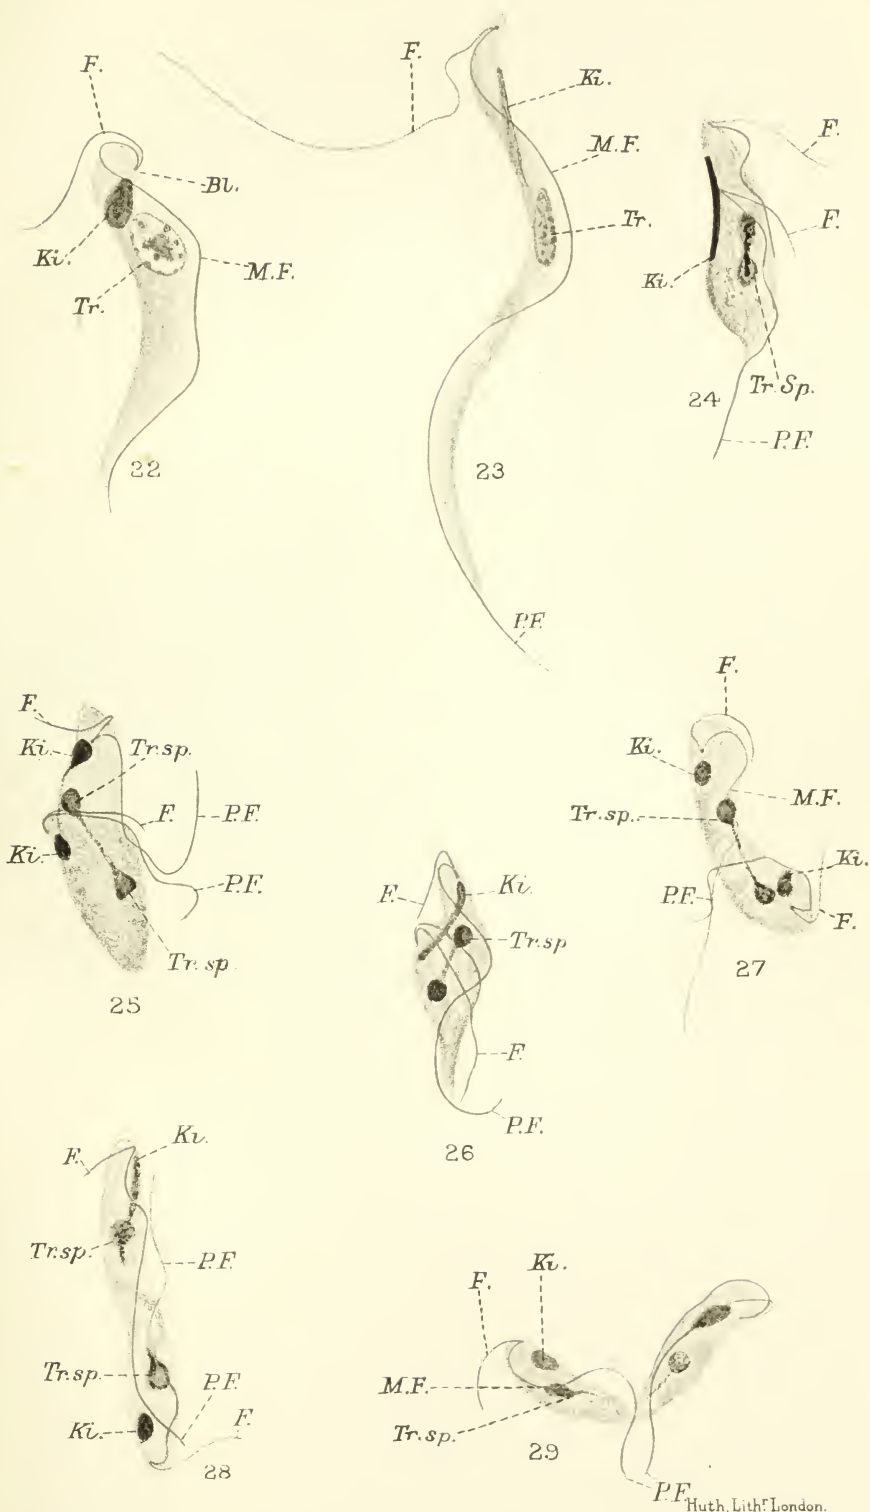 F.
Bl.
Ki.
Tr.
M.F.
22
F.
Ki.
M.F.
Tr.
23
P.F.
F.
F.
Ki.
Tr.Sp.
24
P.F.
F.
Ki.
Tr.sp.
F.
P.F.
Ki.
P.F.
Tr.sp
25
F.
Ki
Tr.sp
F.
P.F.
26
F.
Ki.
M.F.
Tr.sp.
Ki.
P.F.
F.
27
Ki.
F.
Tr.sp.
P.F.
Tr.sp.
P.F.
F.
Ki.
28
Ki.
F.
M.F.
Tr.sp.
29
P.F.
Huth, Lithr. London.